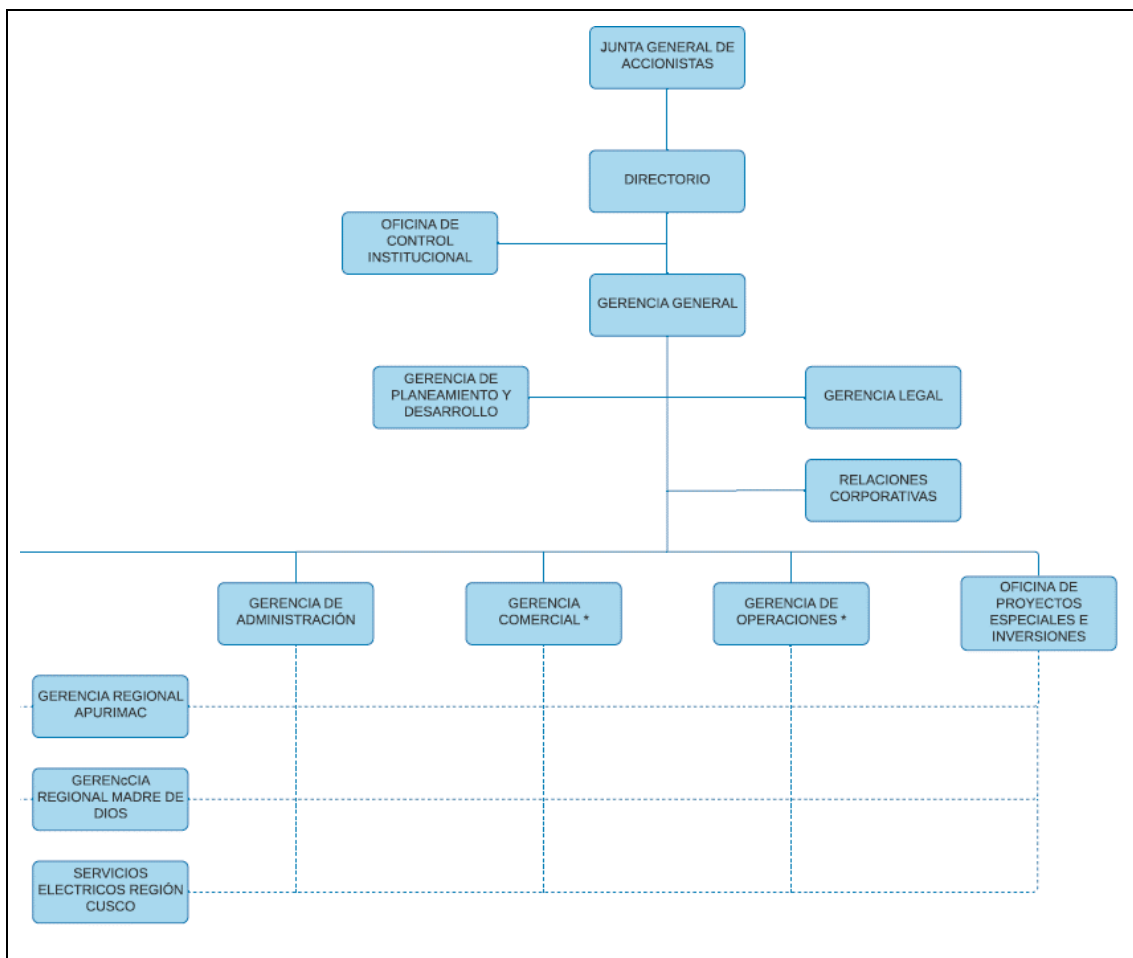 JUNTA GENERAL DE
ACCIONISTAS
DIRECTORIO
OFICINA DE
CONTROL
INSTITUCIONAL
GERENCIA GENERAL
GERENCIA DE
PLANEAMIENTO Y
DESARROLLO
GERENCIA LEGAL
RELACIONES
CORPORATIVAS
GERENCIA DE
ADMINISTRACIÓN
GERENCIA
COMERCIAL *
GERENCIA DE
OPERACIONES *
OFICINA DE
PROYECTOS
ESPECIALES E
INVERSIONES
GERENCIA REGIONAL
APURIMAC
GERENcCIA
REGIONAL MADRE DE
DIOS
SERVICIOS
ELECTRICOS REGIÓN
CUSCO